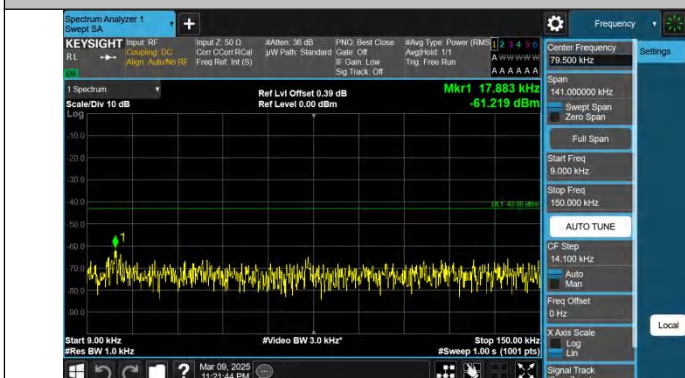 Spectrum Analyzer 1
Swept SA
Frequency
KEYSIGHT
RL
Input: RF
Coupling: DC
Align: Auto/No RF
Input Z: 50 Ω
Corr CCorr RCal
Freq Ref: Int (S)
#Atten: 36 dB
µW Path: Standard
PNO: Best Close
Gate: Off
IF Gain: Low
Sig Track: Off
#Avg Type: Power (RMS
Avg|Hold: 1/1
Trig: Free Run
1 2 3 4 5 6
A W W W W W
A A A A A A
1 Spectrum
Scale/Div 10 dB
Log
Ref Lvl Offset 0.39 dB
Ref Level 0.00 dBm
Mkr1 17.883 kHz
-61.219 dBm
-10.0
-20.0
-30.0
-40.0
-50.0
-60.0
-70.0
-80.0
-90.0
1
Start 9.00 kHz
#Res BW 1.0 kHz
#Video BW 3.0 kHz*
Stop 150.00 kHz
#Sweep 1.00 s (1001 pts)
Mar 09, 2025
11:21:44 PM
Center Frequency
79.500 kHz
Span
141.000000 kHz
Swept Span
Zero Span
Full Span
Start Freq
9.000 kHz
Stop Freq
150.000 kHz
AUTO TUNE
CF Step
14.100 kHz
Auto
Man
Freq Offset
0 Hz
X Axis Scale
Log
Lin
Signal Track
Settings
Local